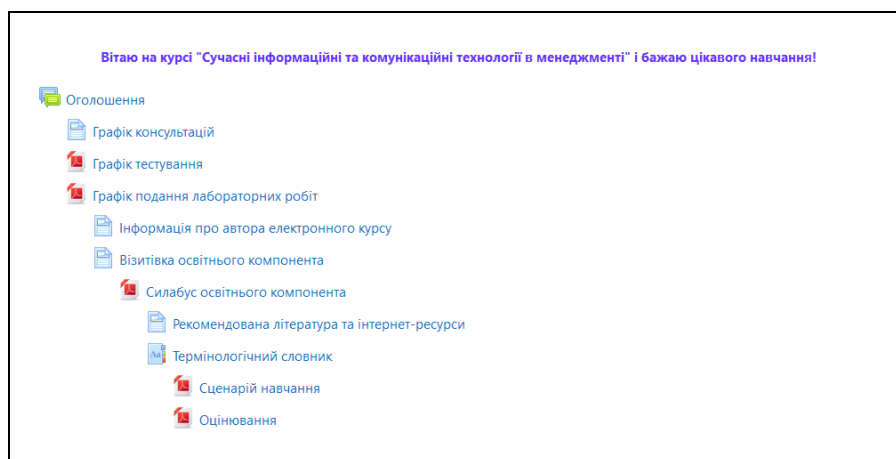 Вітаю на курсі "Сучасні інформаційні та комунікаційні технології в менеджменті" і бажаю цікавого навчання!
Оголошення
Графік консультацій
Графік тестування
Графік подання лабораторних робіт
Інформація про автора електронного курсу
Візитівка освітнього компонента
Силабус освітнього компонента
Рекомендована література та інтернет-ресурси
Термінологічний словник
Сценарій навчання
Оцінювання